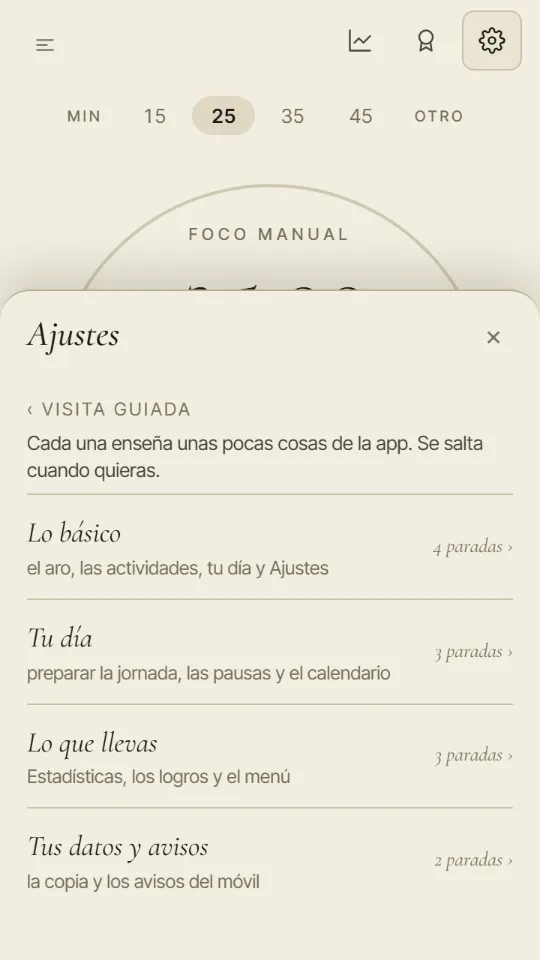 MIN 15 25 35 45 OTRO
FOCO MANUAL
Ajustes ×
‹ VISITA GUIADA
Cada una enseña unas pocas cosas de la app. Se salta
cuando quieras.
Lo básico
4 paradas ›
el aro, las actividades, tu día y Ajustes
Tu día
3 paradas ›
preparar la jornada, las pausas y el calendario
Lo que llevas
3 paradas ›
Estadísticas, los logros y el menú
Tus datos y avisos
2 paradas ›
la copia y los avisos del móvil